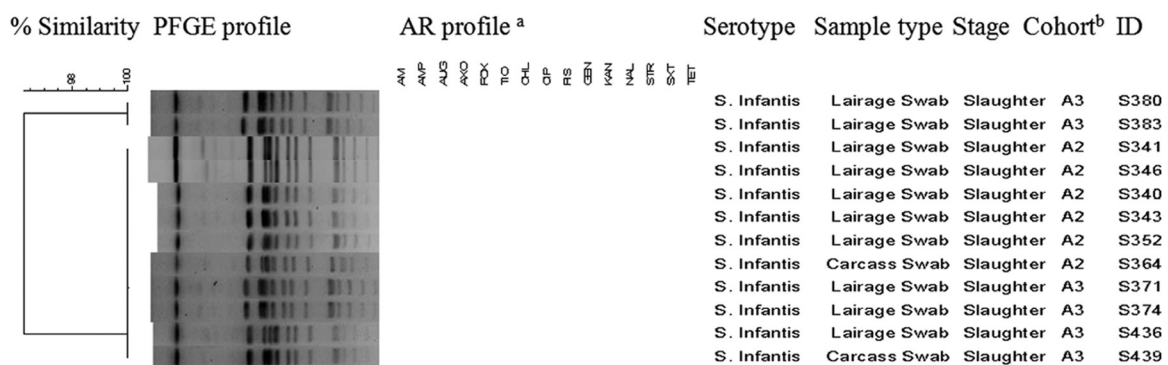 % Similarity PFGE profile AR profile a Serotype Sample type Stage Cohort b ID
98 100
AMI AMP AUG AXO FOX TIO CHL CIP FIS GEN KAN NAL STR SXT TET
S. Infantis Lairage Swab Slaughter A3 S380
S. Infantis Lairage Swab Slaughter A3 S383
S. Infantis Lairage Swab Slaughter A2 S341
S. Infantis Lairage Swab Slaughter A2 S346
S. Infantis Lairage Swab Slaughter A2 S340
S. Infantis Lairage Swab Slaughter A2 S343
S. Infantis Lairage Swab Slaughter A2 S352
S. Infantis Carcass Swab Slaughter A2 S364
S. Infantis Lairage Swab Slaughter A3 S371
S. Infantis Lairage Swab Slaughter A3 S374
S. Infantis Lairage Swab Slaughter A3 S436
S. Infantis Carcass Swab Slaughter A3 S439